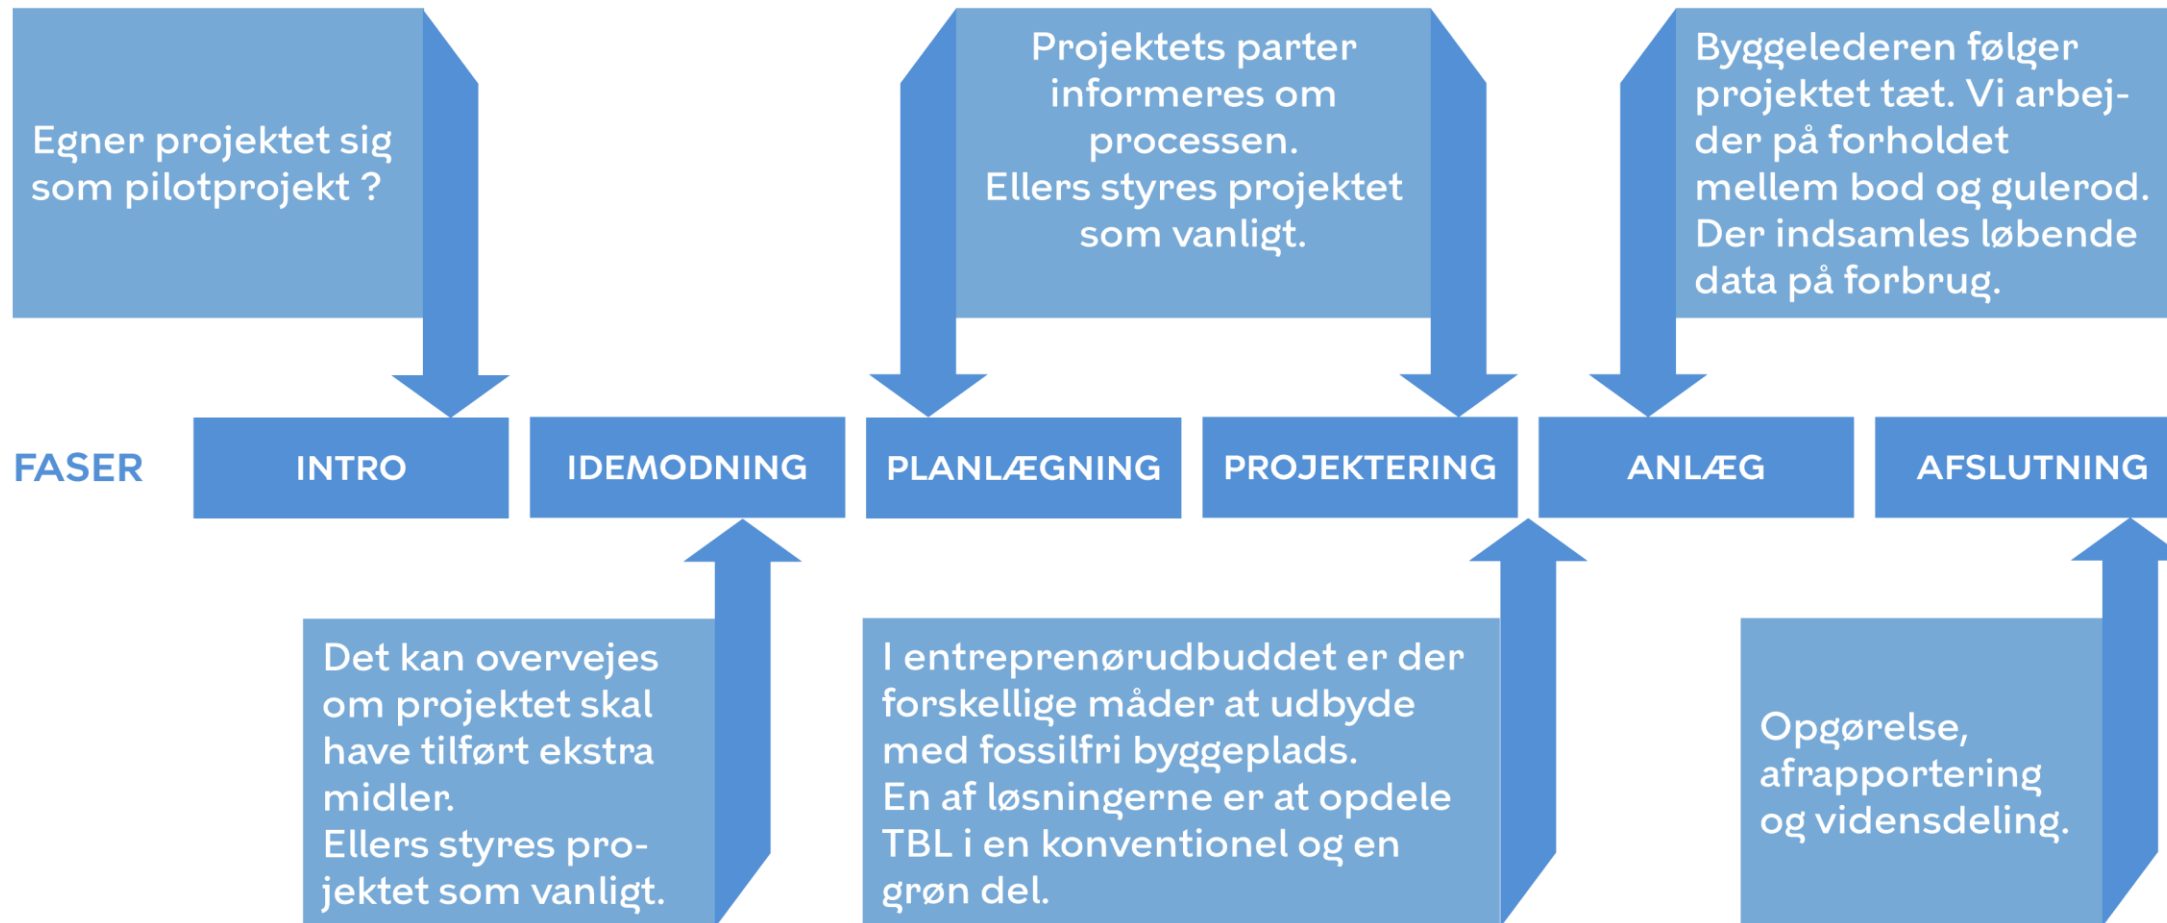 Egner projektet sig
som pilotprojekt ?
Projektets parter
informeres om
processen.
Ellers styres projektet
som vanligt.
Byggelederen følger
projektet tæt. Vi arbej-
der på forholdet
mellem bod og gulerod.
Der indsamles løbende
data på forbrug.
FASER
INTRO
IDEMODNING
PLANLÆGNING
PROJEKTERING
ANLÆG
AFSLUTNING
Det kan overvejes
om projektet skal
have tilført ekstra
midler.
Ellers styres pro-
jektet som vanligt.
I entreprenørudbuddet er der
forskellige måder at udbyde
med fossilfri byggeplads.
En af løsningerne er at opdele
TBL i en konventionel og en
grøn del.
Opgørelse,
afrapportering
og vidensdeling.